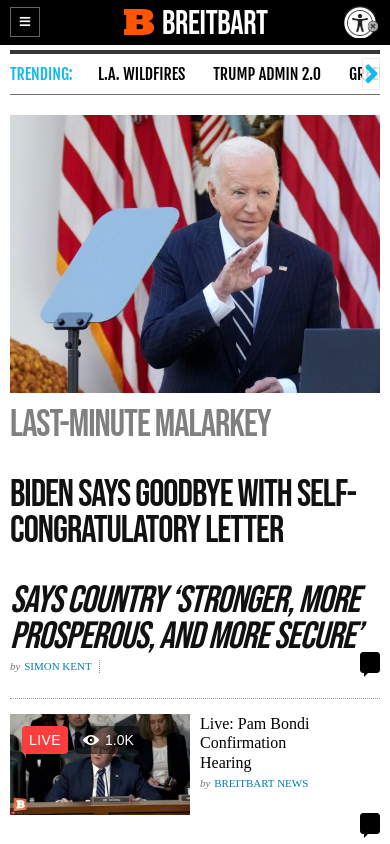 BREITBART
TRENDING:
L.A. WILDFIRES
TRUMP ADMIN 2.0
LAST-MINUTE MALARKEY
BIDEN SAYS GOODBYE WITH SELF-
CONGRATULATORY LETTER
SAYS COUNTRY ‘STRONGER, MORE
PROSPEROUS, AND MORE SECURE’
by SIMON KENT
LIVE
1.0K
Live: Pam Bondi
Confirmation
Hearing
by BREITBART NEWS